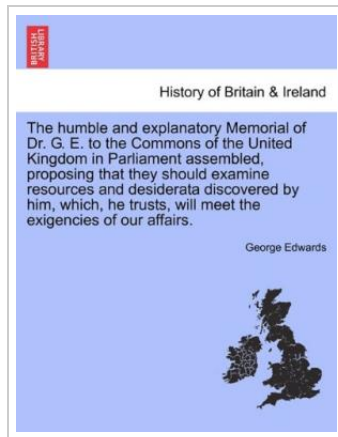 BRITISH
LIBRARY
History of Britain & Ireland
The humble and explanatory Memorial of
Dr. G. E. to the Commons of the United
Kingdom in Parliament assembled,
proposing that they should examine
resources and desiderata discovered by
him, which, he trusts, will meet the
exigencies of our affairs.
George Edwards